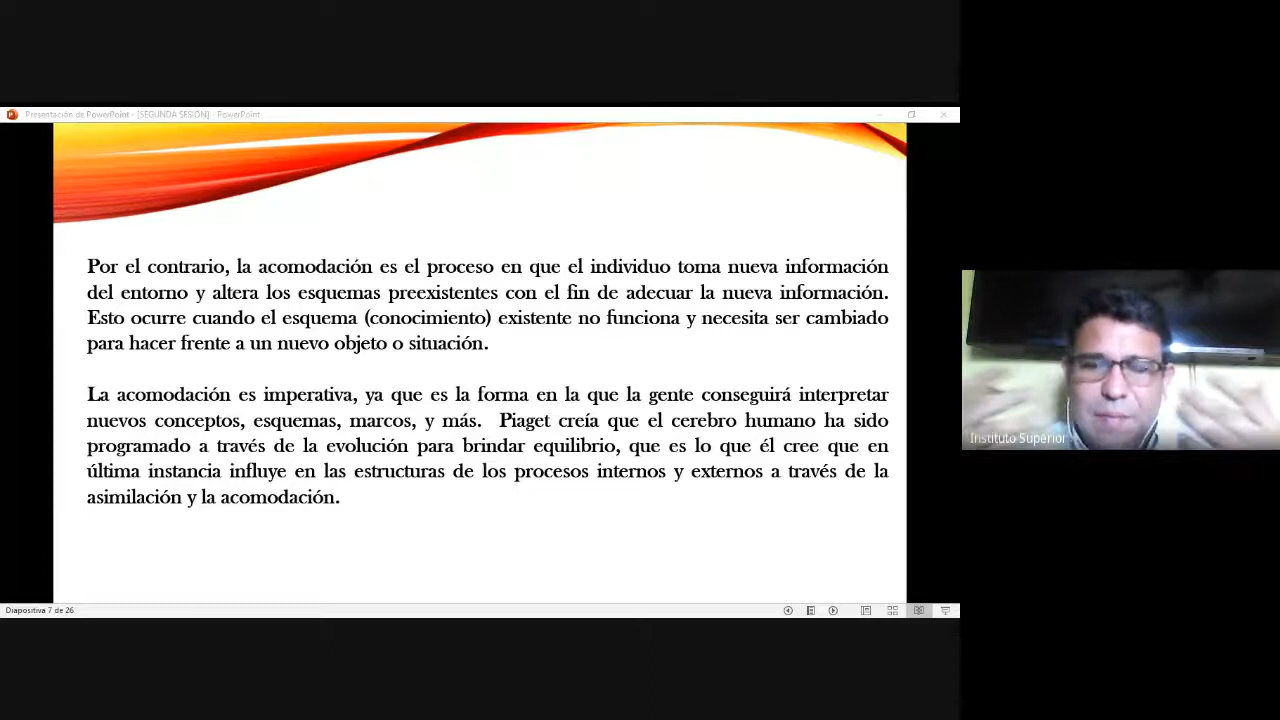 Presentación de PowerPoint - [SEGUNDA SESION] - PowerPoint
Por el contrario, la acomodación es el proceso en que el individuo toma nueva información
del entorno y altera los esquemas preexistentes con el fin de adecuar la nueva información.
Esto ocurre cuando el esquema (conocimiento) existente no funciona y necesita ser cambiado
para hacer frente a un nuevo objeto o situación.
La acomodación es imperativa, ya que es la forma en la que la gente conseguirá interpretar
nuevos conceptos, esquemas, marcos, y más. Piaget creía que el cerebro humano ha sido
programado a través de la evolución para brindar equilibrio, que es lo que él cree que en
última instancia influye en las estructuras de los procesos internos y externos a través de la
asimilación y la acomodación.
Instituto Superior
Diapositiva 7 de 26